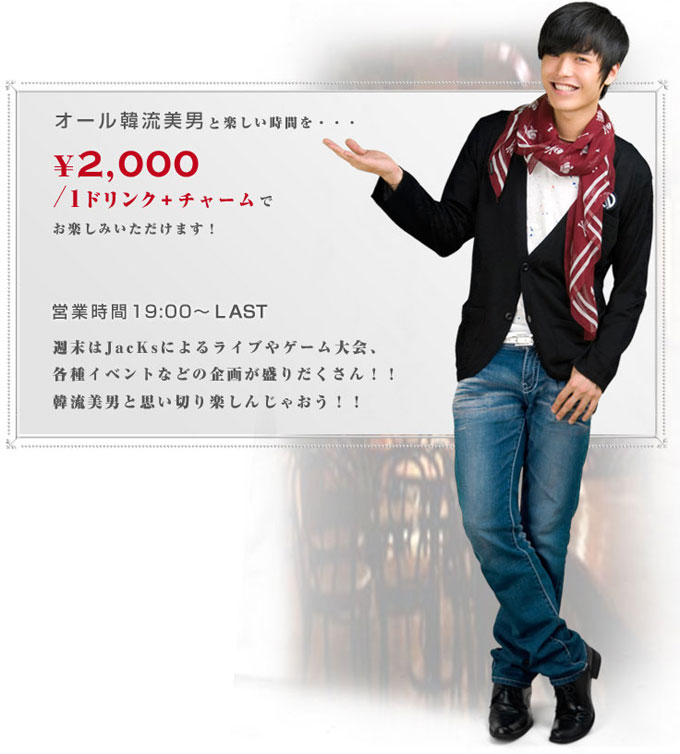 オール韓流美男と楽しい時間を・・・
¥2,000
/1ドリンク+チャームで
お楽しみいただけます！
営業時間19:00～LAST
週末はJacKsによるライブやゲーム大会、
各種イベントなどの企画が盛りだくさん！！
韓流美男と思い切り楽しんじゃおう！！